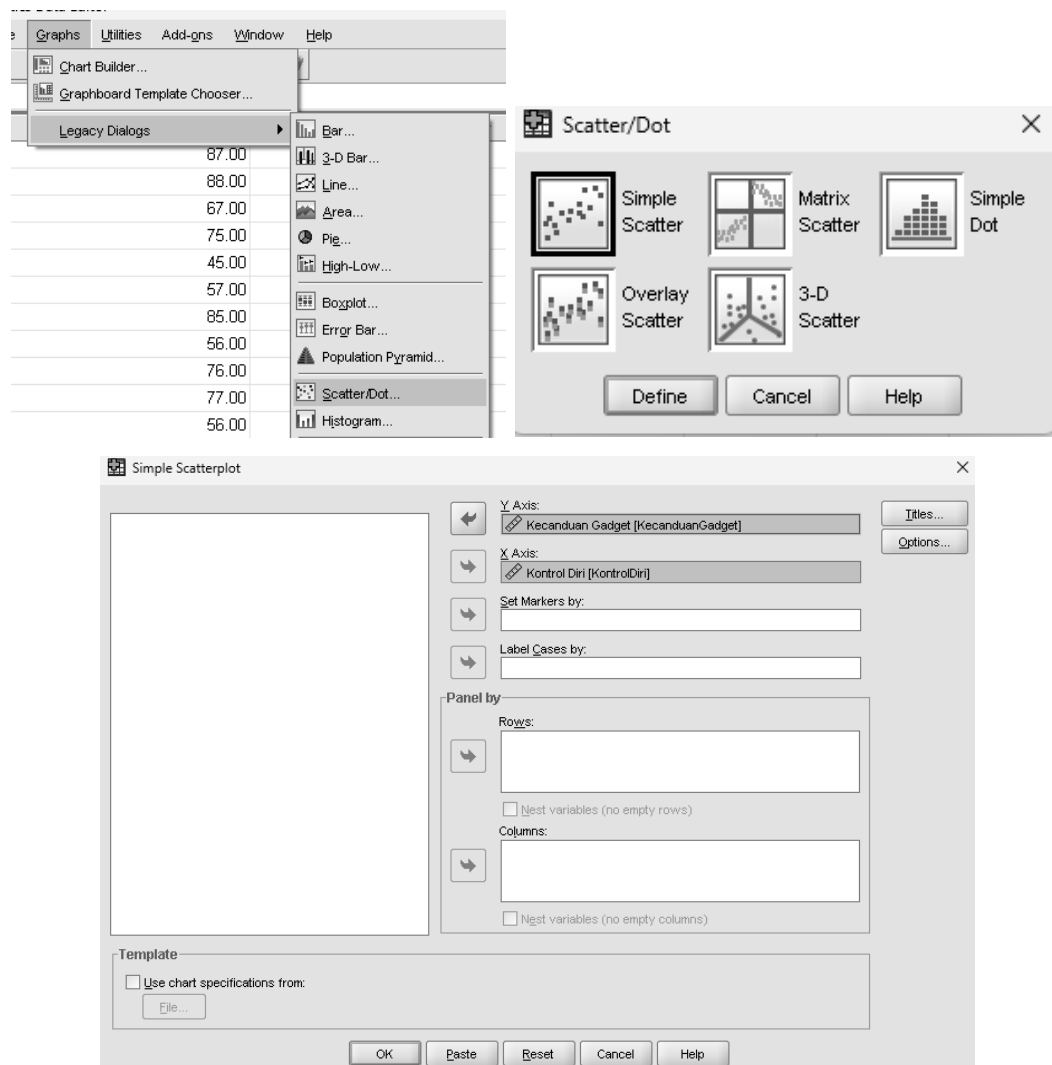 Graphs Utilities Add-ons Window Help
Chart Builder...
Graphboard Template Chooser...
Legacy Dialogs
Bar...
3-D Bar...
Line...
Area...
Pie...
High-Low...
Boxplot...
Error Bar...
Population Pyramid...
Scatter/Dot...
Histogram...
87.00
88.00
67.00
75.00
45.00
57.00
85.00
56.00
76.00
77.00
56.00
Scatter/Dot
Simple
Scatter
Matrix
Scatter
Simple
Dot
Overlay
Scatter
3-D
Scatter
Define Cancel Help
Simple Scatterplot
Y Axis:
Kecanduan Gadget [KecanduanGadget]
X Axis:
Kontrol Diri [KontrolDiri]
Set Markers by:
Label Cases by:
Panel by
Rows:
Nest variables (no empty rows)
Columns:
Nest variables (no empty columns)
Titles...
Options...
Template
Use chart specifications from:
File...
OK Paste Reset Cancel Help